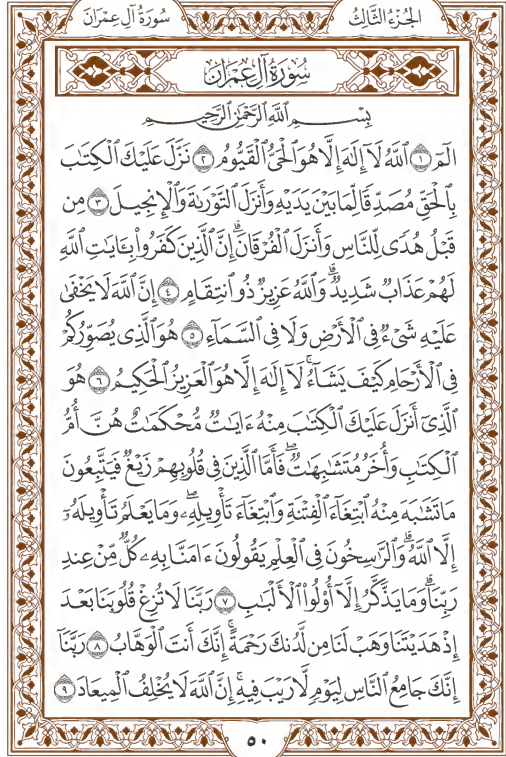 سُورَةُ آلِ عِمْرَانَ الجُزْءُ الثَّالِثُ
سُورَةُ آلِ عِمْرَانَ
بِسْمِ ٱللَّهِ ٱلرَّحْمَٰنِ ٱلرَّحِيمِ
الٓمٓ ١ ٱللَّهُ لَآ إِلَٰهَ إِلَّا هُوَ ٱلْحَىُّ ٱلْقَيُّومُ ٢ نَزَّلَ عَلَيْكَ ٱلْكِتَٰبَ
بِٱلْحَقِّ مُصَدِّقًا لِّمَا بَيْنَ يَدَيْهِ وَأَنزَلَ ٱلتَّوْرَىٰةَ وَٱلْإِنجِيلَ ٣ مِن
قَبْلُ هُدًى لِّلنَّاسِ وَأَنزَلَ ٱلْفُرْقَانَۗ إِنَّ ٱلَّذِينَ كَفَرُوا۟ بِـَٔايَٰتِ ٱللَّهِ
لَهُمْ عَذَابٌ شَدِيدٌۗ وَٱللَّهُ عَزِيزٌ ذُو ٱنتِقَامٍ ٤ إِنَّ ٱللَّهَ لَا يَخْفَىٰ
عَلَيْهِ شَىْءٌ فِى ٱلْأَرْضِ وَلَا فِى ٱلسَّمَآءِ ٥ هُوَ ٱلَّذِى يُصَوِّرُكُمْ
فِى ٱلْأَرْحَامِ كَيْفَ يَشَآءُۚ لَآ إِلَٰهَ إِلَّا هُوَ ٱلْعَزِيزُ ٱلْحَكِيمُ ٦ هُوَ
ٱلَّذِىٓ أَنزَلَ عَلَيْكَ ٱلْكِتَٰبَ مِنْهُ ءَايَٰتٌ مُّحْكَمَٰتٌ هُنَّ أُمُّ
ٱلْكِتَٰبِ وَأُخَرُ مُتَشَٰبِهَٰتٌۖ فَأَمَّا ٱلَّذِينَ فِى قُلُوبِهِمْ زَيْغٌ فَيَتَّبِعُونَ
مَا تَشَٰبَهَ مِنْهُ ٱبْتِغَآءَ ٱلْفِتْنَةِ وَٱبْتِغَآءَ تَأْوِيلِهِۦۖ وَمَا يَعْلَمُ تَأْوِيلَهُۥٓ
إِلَّا ٱللَّهُۗ وَٱلرَّٰسِخُونَ فِى ٱلْعِلْمِ يَقُولُونَ ءَامَنَّا بِهِۦ كُلٌّ مِّنْ عِندِ
رَبِّنَاۗ وَمَا يَذَّكَّرُ إِلَّآ أُو۟لُوا۟ ٱلْأَلْبَٰبِ ٧ رَبَّنَا لَا تُزِغْ قُلُوبَنَا بَعْدَ
إِذْ هَدَيْتَنَا وَهَبْ لَنَا مِن لَّدُنكَ رَحْمَةًۚ إِنَّكَ أَنتَ ٱلْوَهَّابُ ٨ رَبَّنَآ
إِنَّكَ جَامِعُ ٱلنَّاسِ لِيَوْمٍ لَّا رَيْبَ فِيهِۚ إِنَّ ٱللَّهَ لَا يُخْلِفُ ٱلْمِيعَادَ ٩
٥٠